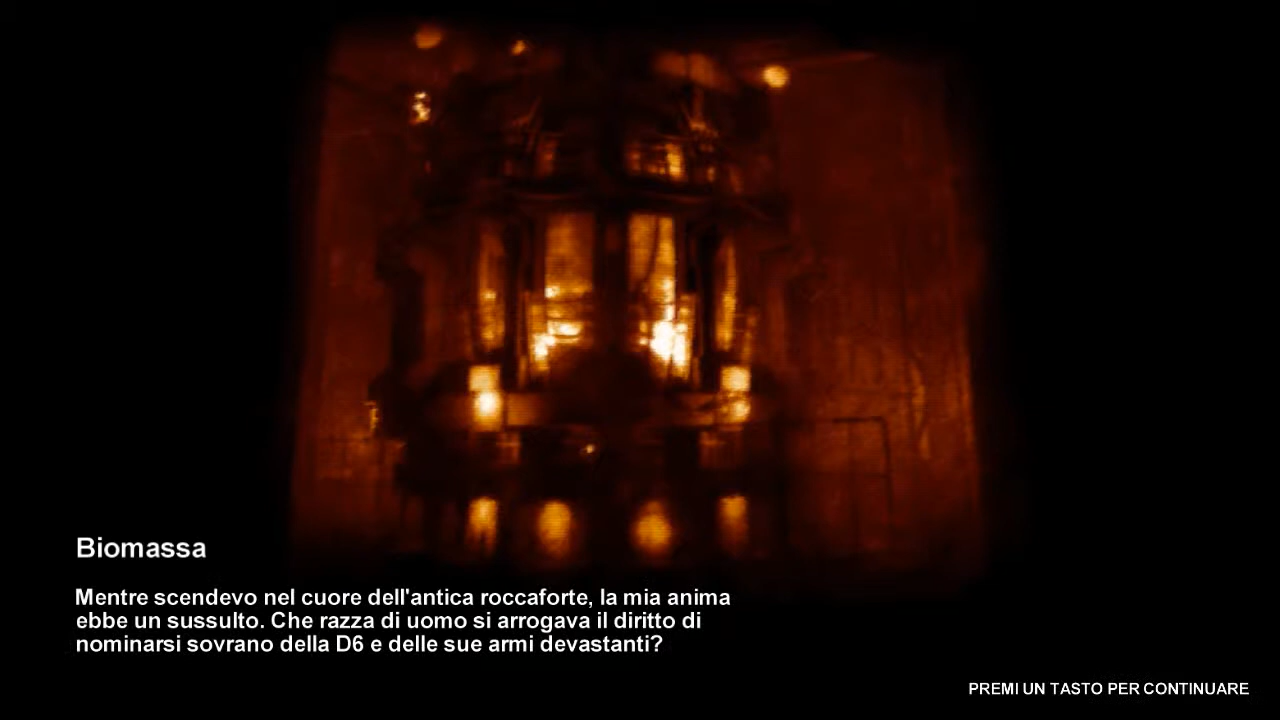 Biomassa
Mentre scendevo nel cuore dell'antica roccaforte, la mia anima
ebbe un sussulto. Che razza di uomo si arrogava il diritto di
nominarsi sovrano della D6 e delle sue armi devastanti?
PREMI UN TASTO PER CONTINUARE